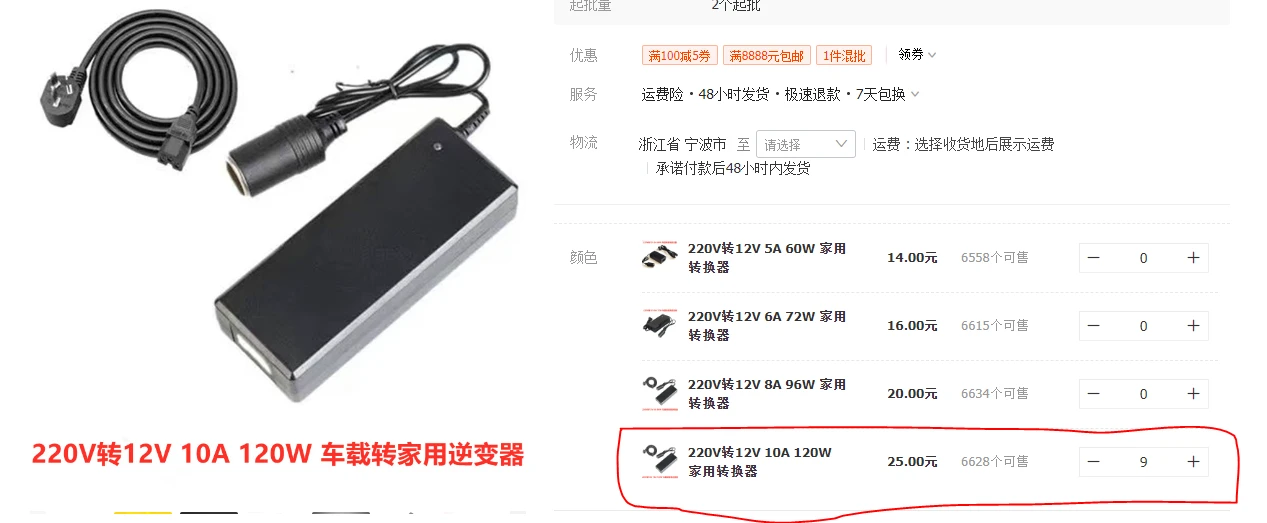 起批量 2个起批
优惠 满100减5券 满8888元包邮 1件混批 领券
服务 运费险·48小时发货·极速退款·7天包换
物流 浙江省 宁波市 至 请选择 运费：选择收货地后展示运费
承诺付款后48小时内发货
颜色
220V转12V 5A 60W 家用
转换器
14.00元 6558个可售 − 0 +
220V转12V 6A 72W 家用
转换器
16.00元 6615个可售 − 0 +
220V转12V 8A 96W 家用
转换器
20.00元 6634个可售 − 0 +
220V转12V 10A 120W
家用转换器
25.00元 6628个可售 − 9 +
220V转12V 10A 120W 车载转家用逆变器